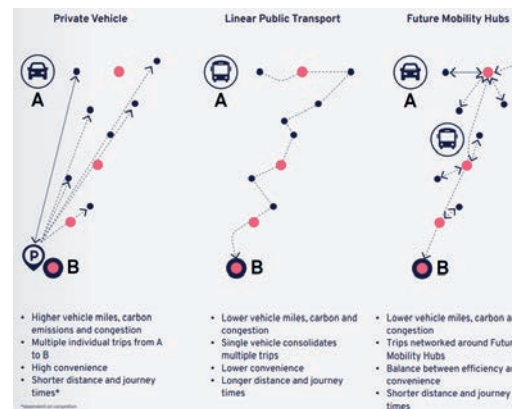 Private Vehicle
A
P
B
• Higher vehicle miles, carbon
emissions and congestion
• Multiple individual trips from A
to B
• High convenience
• Shorter distance and journey
times*
Linear Public Transport
A
B
• Lower vehicle miles, carbon and
congestion
• Single vehicle consolidates
multiple trips
• Lower convenience
• Longer distance and journey
times
Future Mobility Hubs
A
B
• Lower vehicle miles, carbon a
congestion
• Trips networked around Futur
Mobility Hubs
• Balance between efficiency a
convenience
• Shorter distance and journey
times